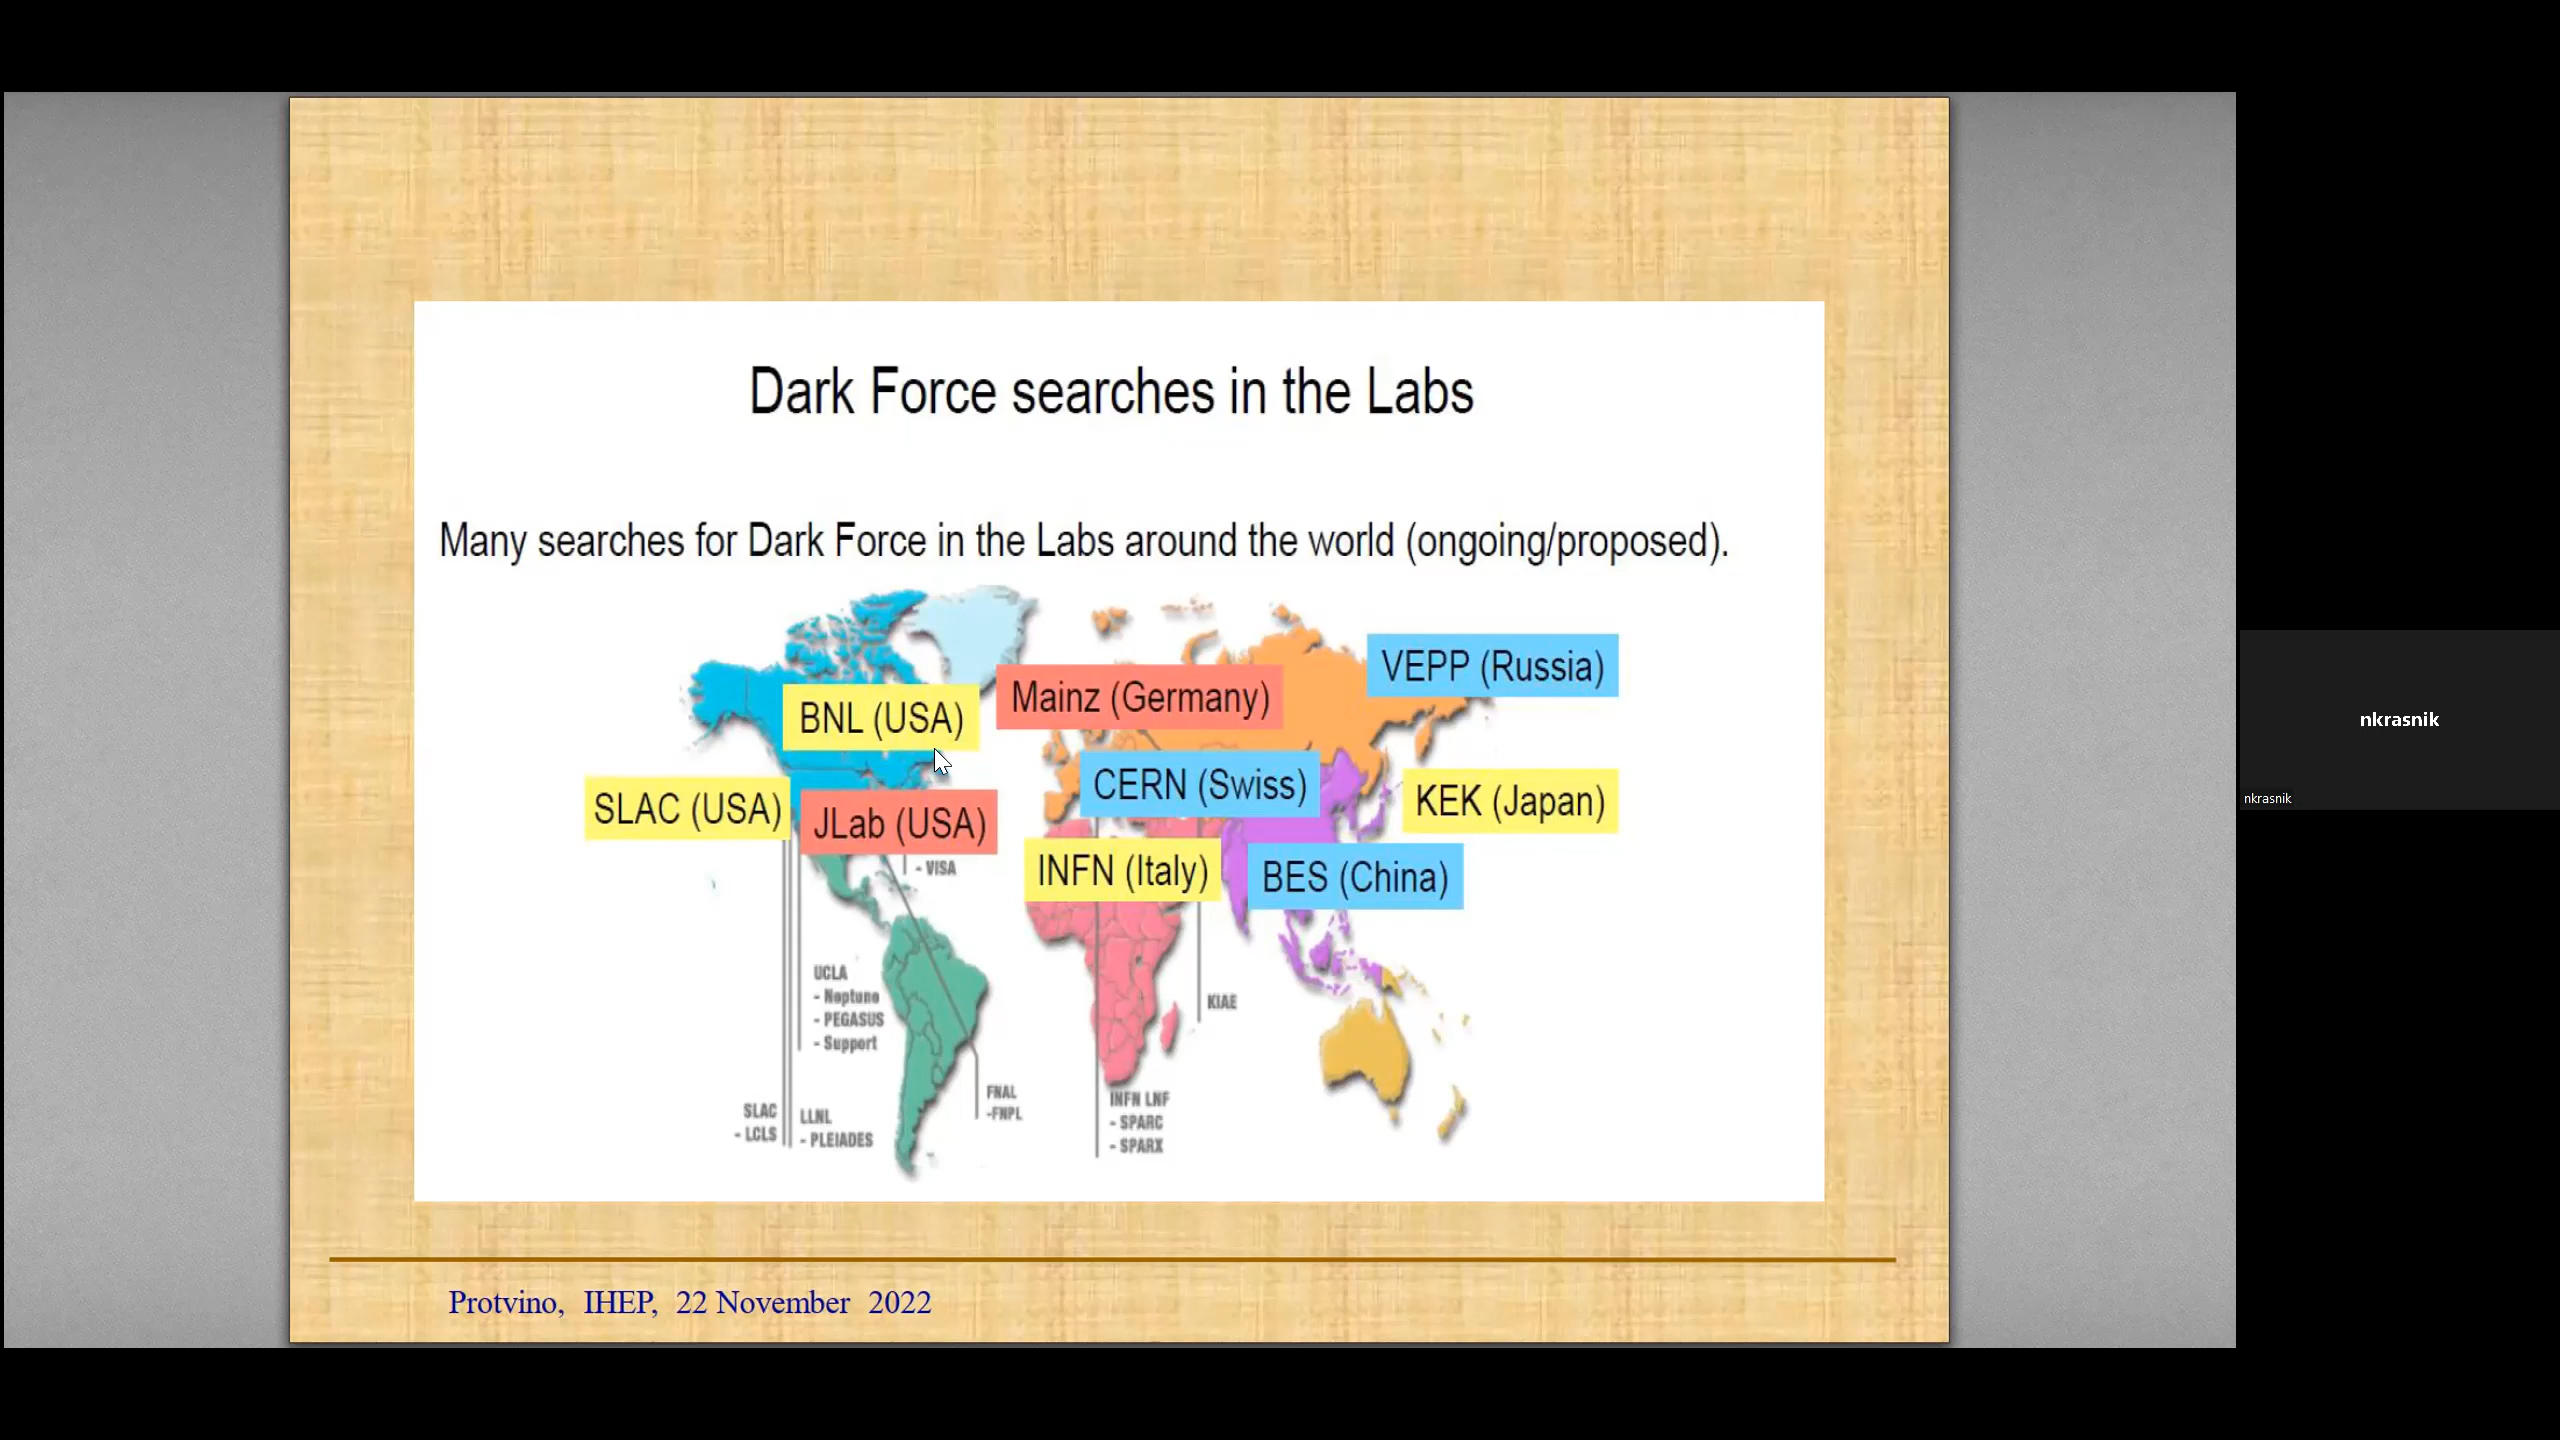 Dark Force searches in the Labs
Many searches for Dark Force in the Labs around the world (ongoing/proposed).
VEPP (Russia)
Mainz (Germany)
BNL (USA)
CERN (Swiss)
KEK (Japan)
SLAC (USA)
JLab (USA)
INFN (Italy)
BES (China)
- VISA
UCLA
- Neptune
- PEGASUS
- Support
KIAE
SLAC
- LCLS
LLNL
- PLEIADES
FNAL
-FNPL
INFN LNF
- SPARC
- SPARX
Protvino, IHEP, 22 November 2022
nkrasnik
nkrasnik